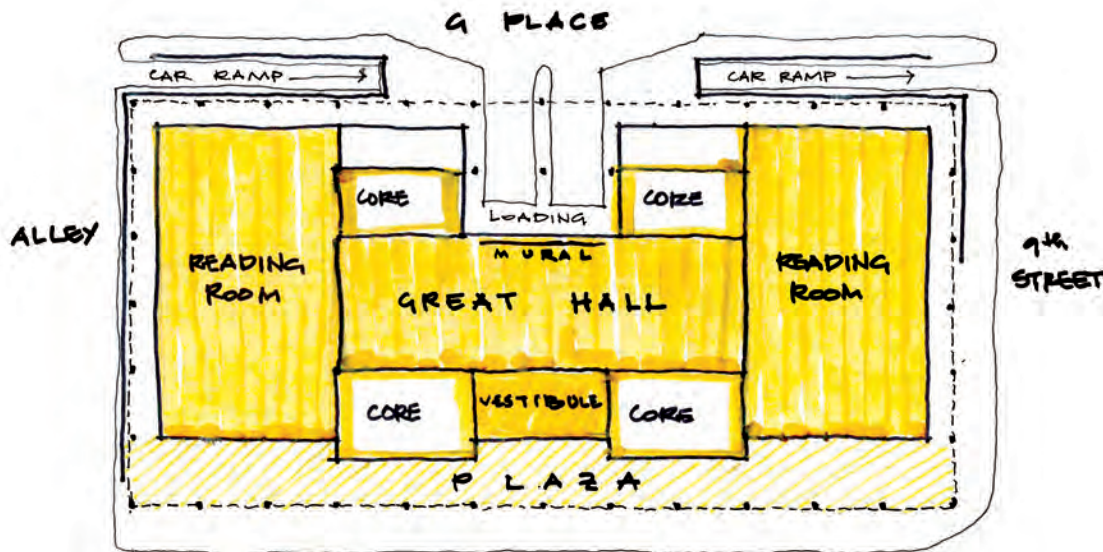 G PLACE
CAR RAMP
CAR RAMP
CORE
LOADING
CORE
ALLEY
MURAL
READING
ROOM
READING
ROOM
9th
STREET
GREAT HALL
CORE
VESTIBULE
CORE
PLAZA